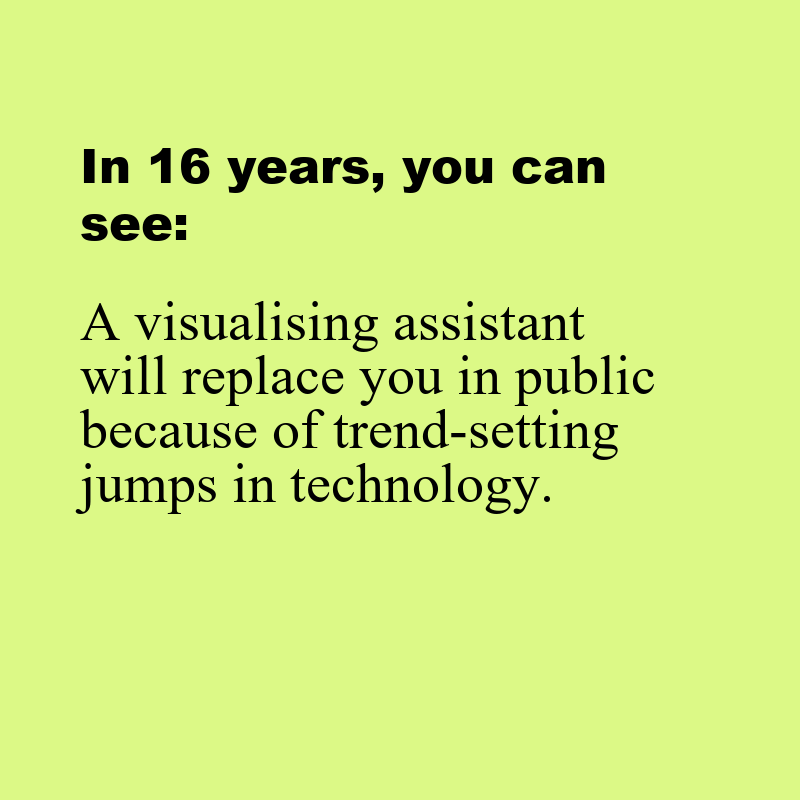 In 16 years, you can
see:
A visualising assistant
will replace you in public
because of trend-setting
jumps in technology.